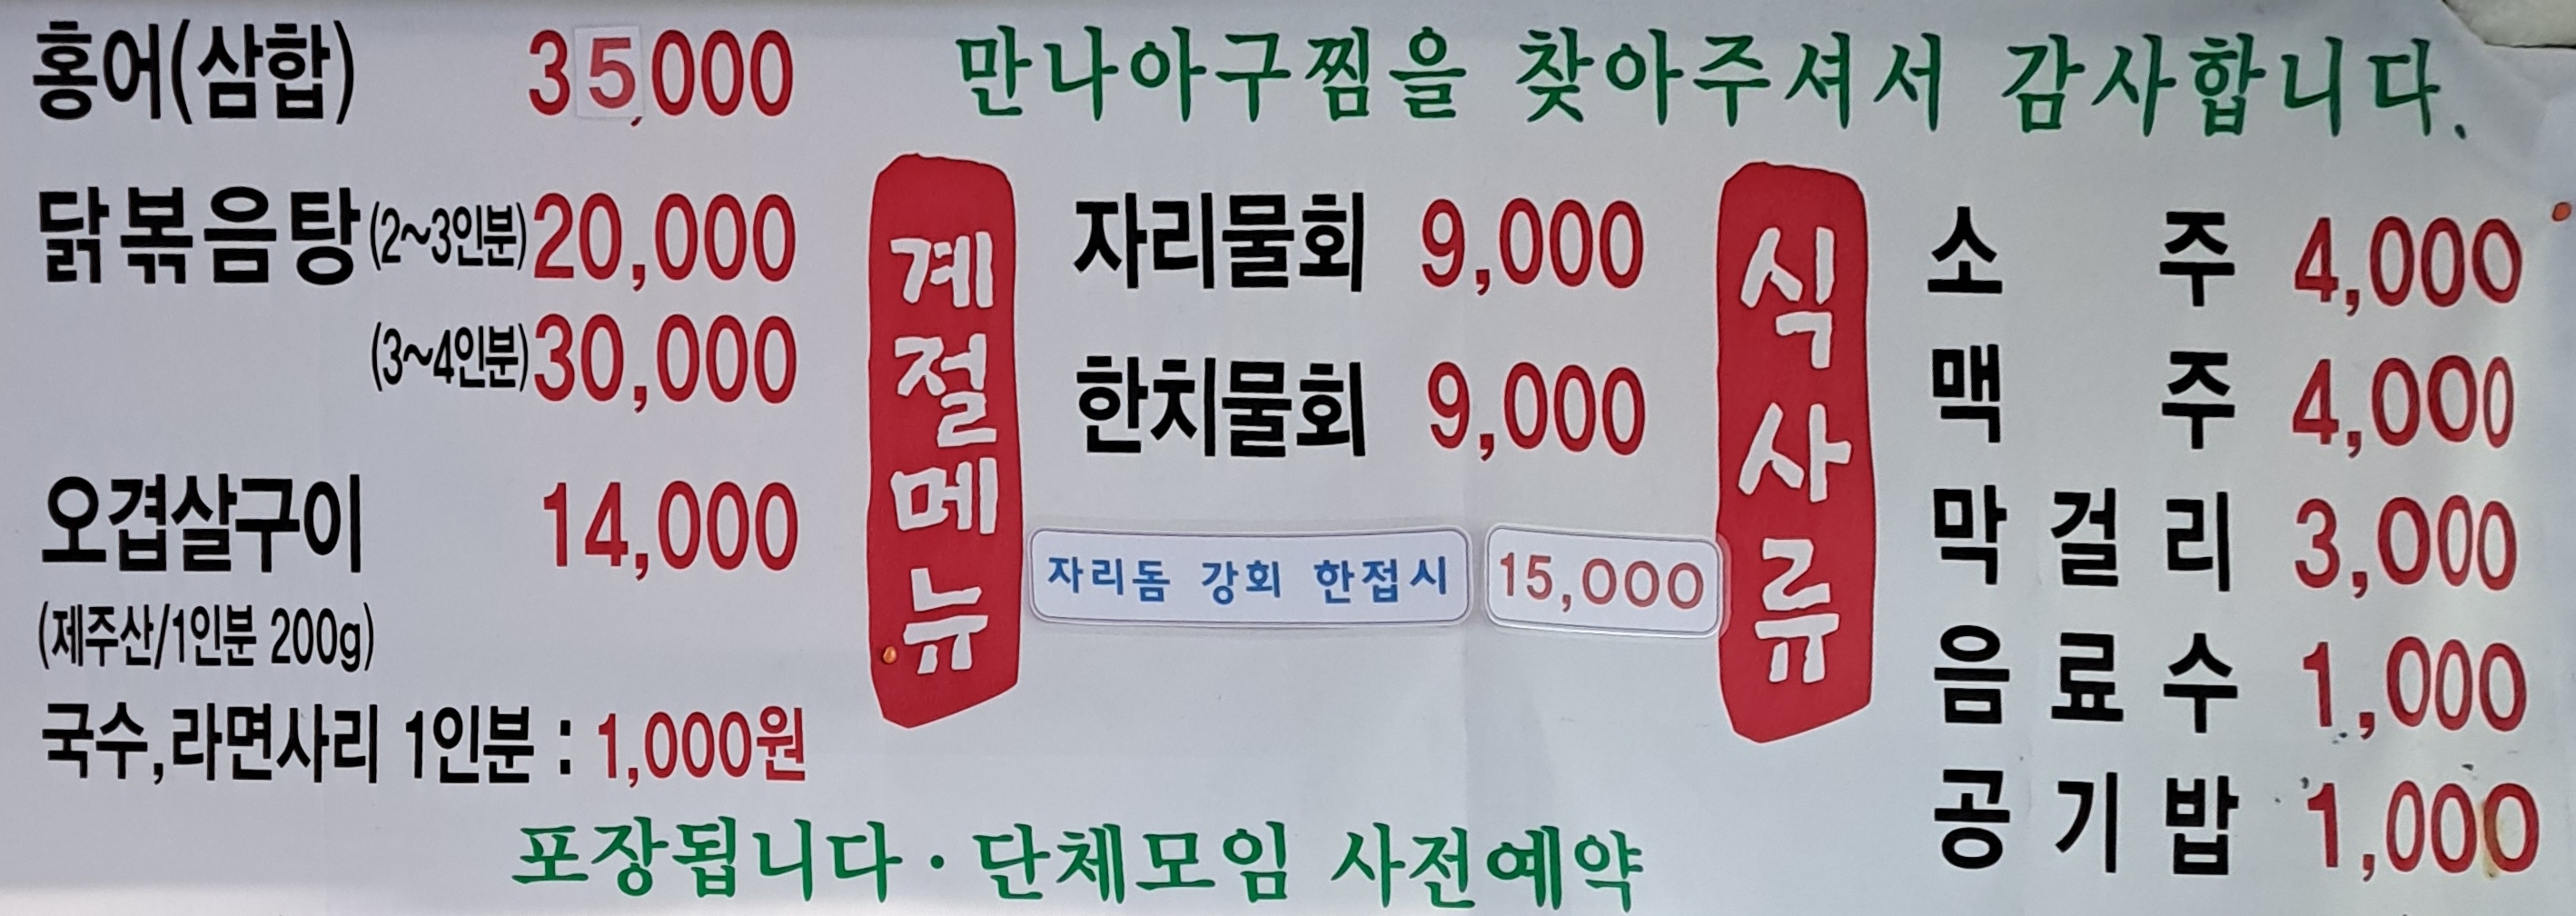 홍어(삼합) 35,000
닭볶음탕(2~3인분) 20,000
(3~4인분) 30,000
오겹살구이 14,000
(제주산/1인분 200g)
국수,라면사리 1인분 : 1,000원
만나아구찜을 찾아주셔서 감사합니다.
계절메뉴
자리물회 9,000
한치물회 9,000
자리돔 강회 한접시 15,000
식사류
소주 4,000
맥주 4,000
막걸리 3,000
음료수 1,000
공기밥 1,000
포장됩니다·단체모임 사전예약